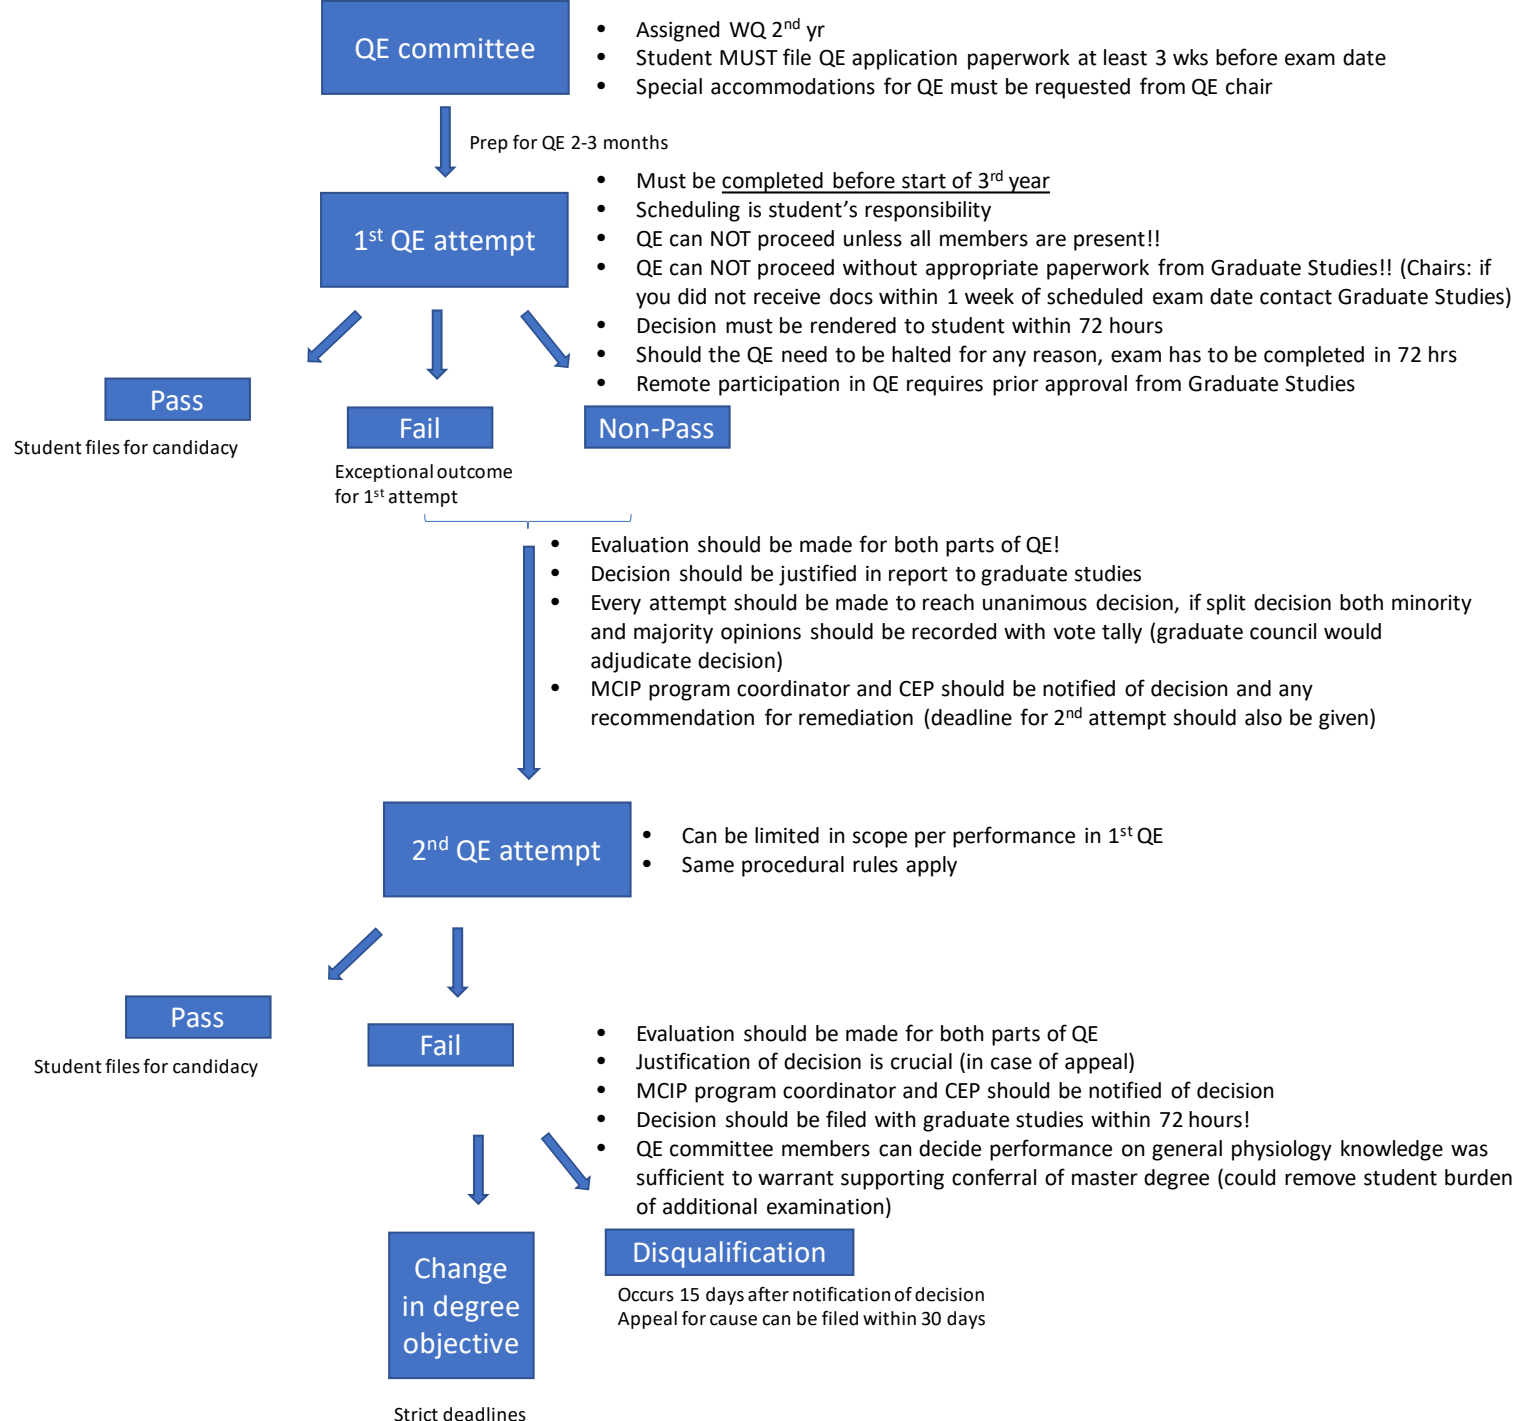 QE committee
• Assigned WQ 2nd yr
• Student MUST file QE application paperwork at least 3 wks before exam date
• Special accommodations for QE must be requested from QE chair
Prep for QE 2-3 months
1st QE attempt
• Must be completed before start of 3rd year
• Scheduling is student’s responsibility
• QE can NOT proceed unless all members are present!!
• QE can NOT proceed without appropriate paperwork from Graduate Studies!! (Chairs: if
you did not receive docs within 1 week of scheduled exam date contact Graduate Studies)
• Decision must be rendered to student within 72 hours
• Should the QE need to be halted for any reason, exam has to be completed in 72 hrs
• Remote participation in QE requires prior approval from Graduate Studies
Pass
Student files for candidacy
Fail
Exceptional outcome
for 1st attempt
Non-Pass
• Evaluation should be made for both parts of QE!
• Decision should be justified in report to graduate studies
• Every attempt should be made to reach unanimous decision, if split decision both minority
and majority opinions should be recorded with vote tally (graduate council would
adjudicate decision)
• MCIP program coordinator and CEP should be notified of decision and any
recommendation for remediation (deadline for 2nd attempt should also be given)
2nd QE attempt
• Can be limited in scope per performance in 1st QE
• Same procedural rules apply
Pass
Student files for candidacy
Fail
• Evaluation should be made for both parts of QE
• Justification of decision is crucial (in case of appeal)
• MCIP program coordinator and CEP should be notified of decision
• Decision should be filed with graduate studies within 72 hours!
• QE committee members can decide performance on general physiology knowledge was
sufficient to warrant supporting conferral of master degree (could remove student burden
of additional examination)
Change
in degree
objective
Strict deadlines
Disqualification
Occurs 15 days after notification of decision
Appeal for cause can be filed within 30 days